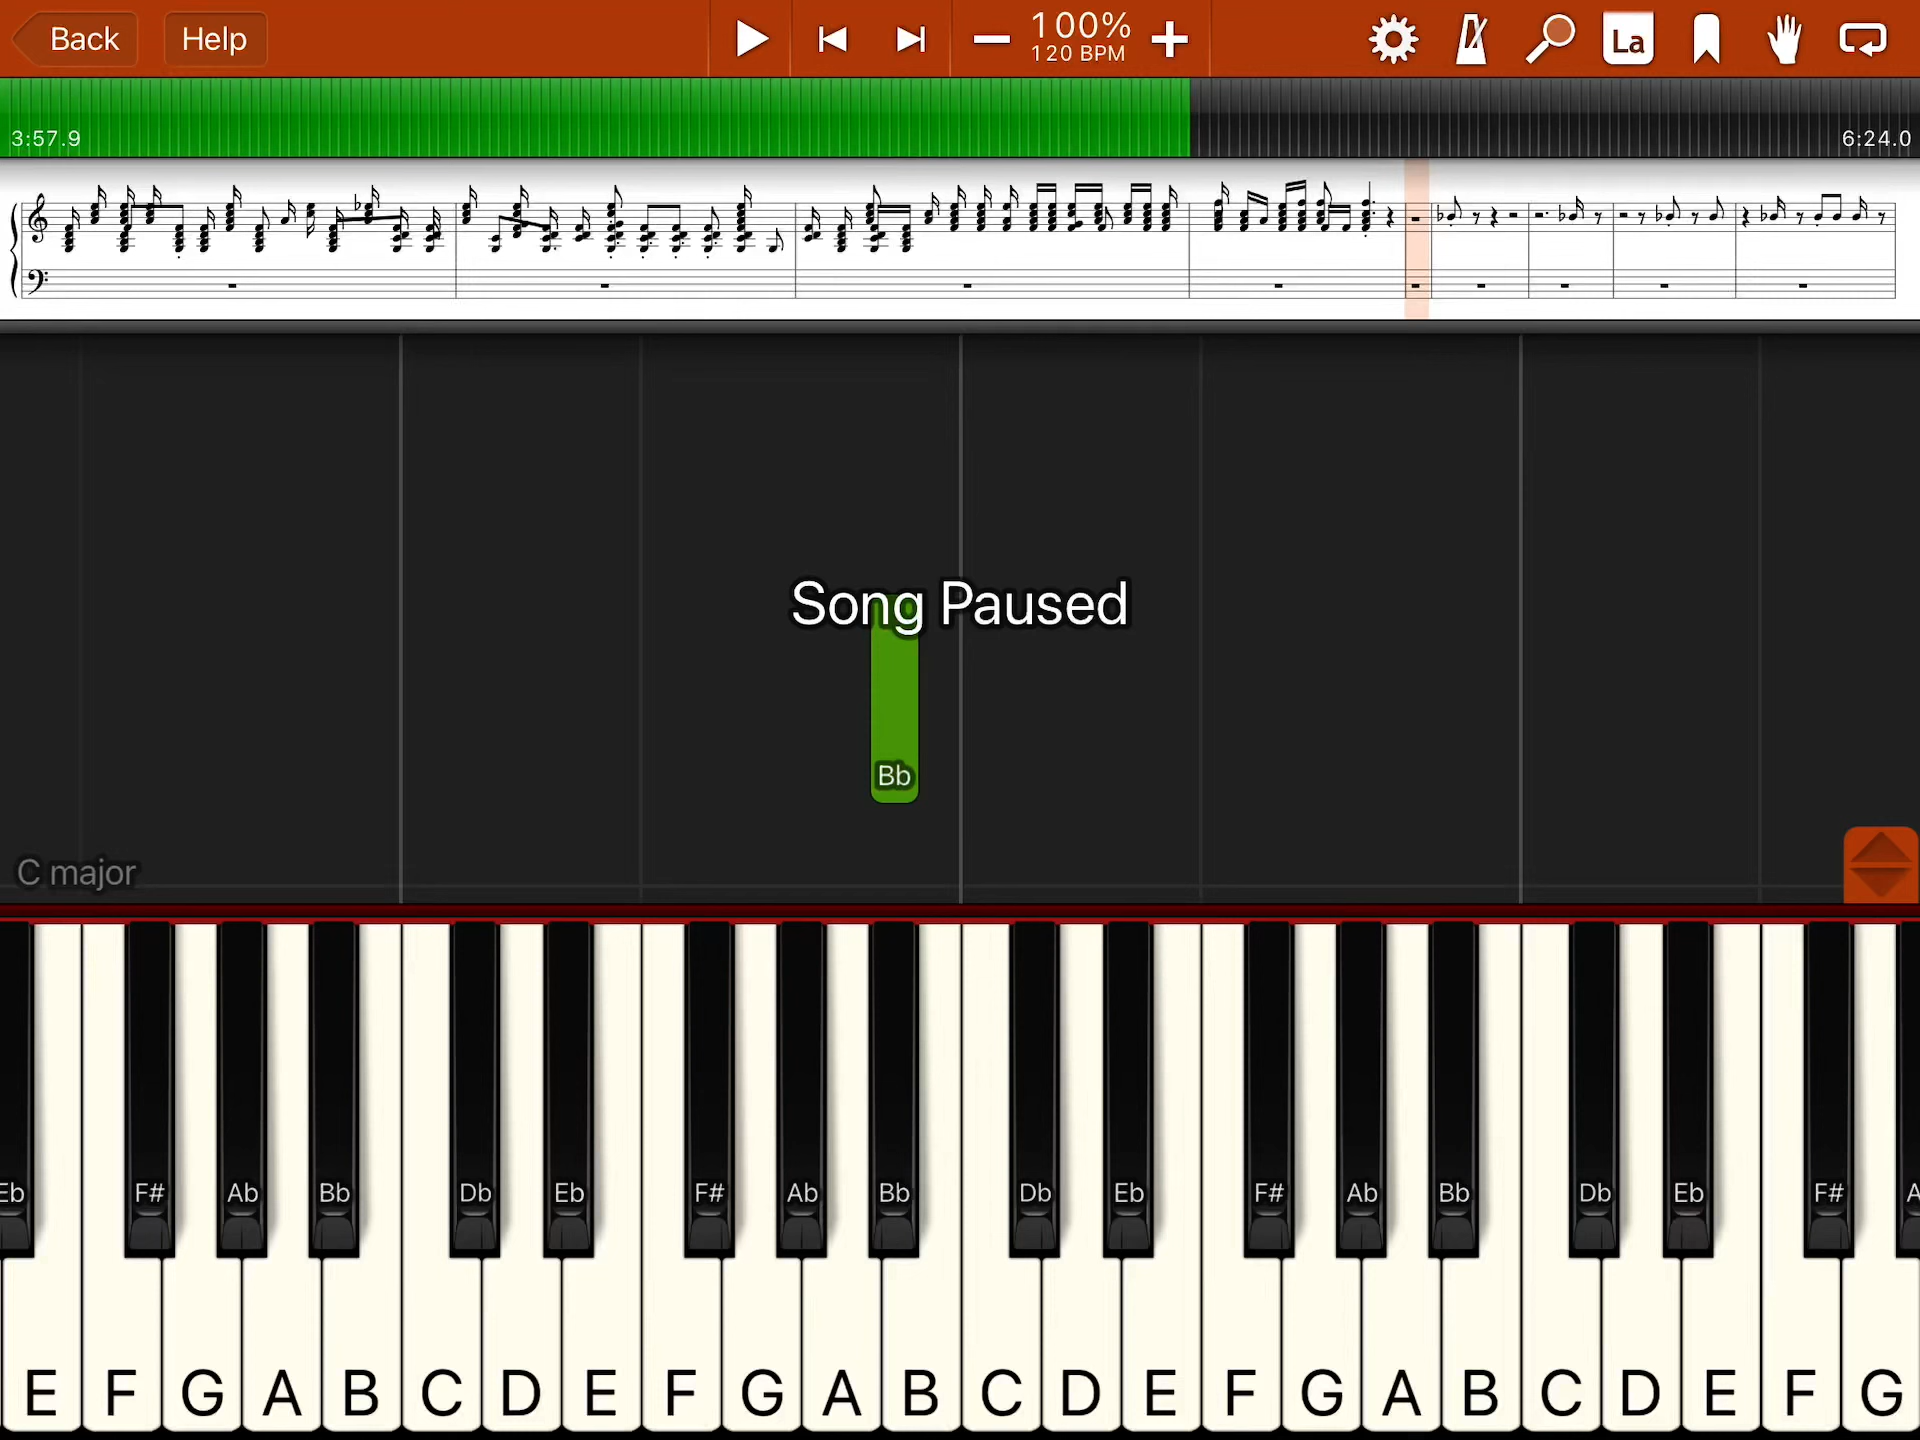 Back Help 100% La
120 BPM
3:57.9 6:24.0
Song Paused
Bb
C major
Eb F# Ab Bb Db Eb F# Ab Bb Db Eb F# Ab Bb Db Eb F# A
E F G A B C D E F G A B C D E F G A B C D E F G